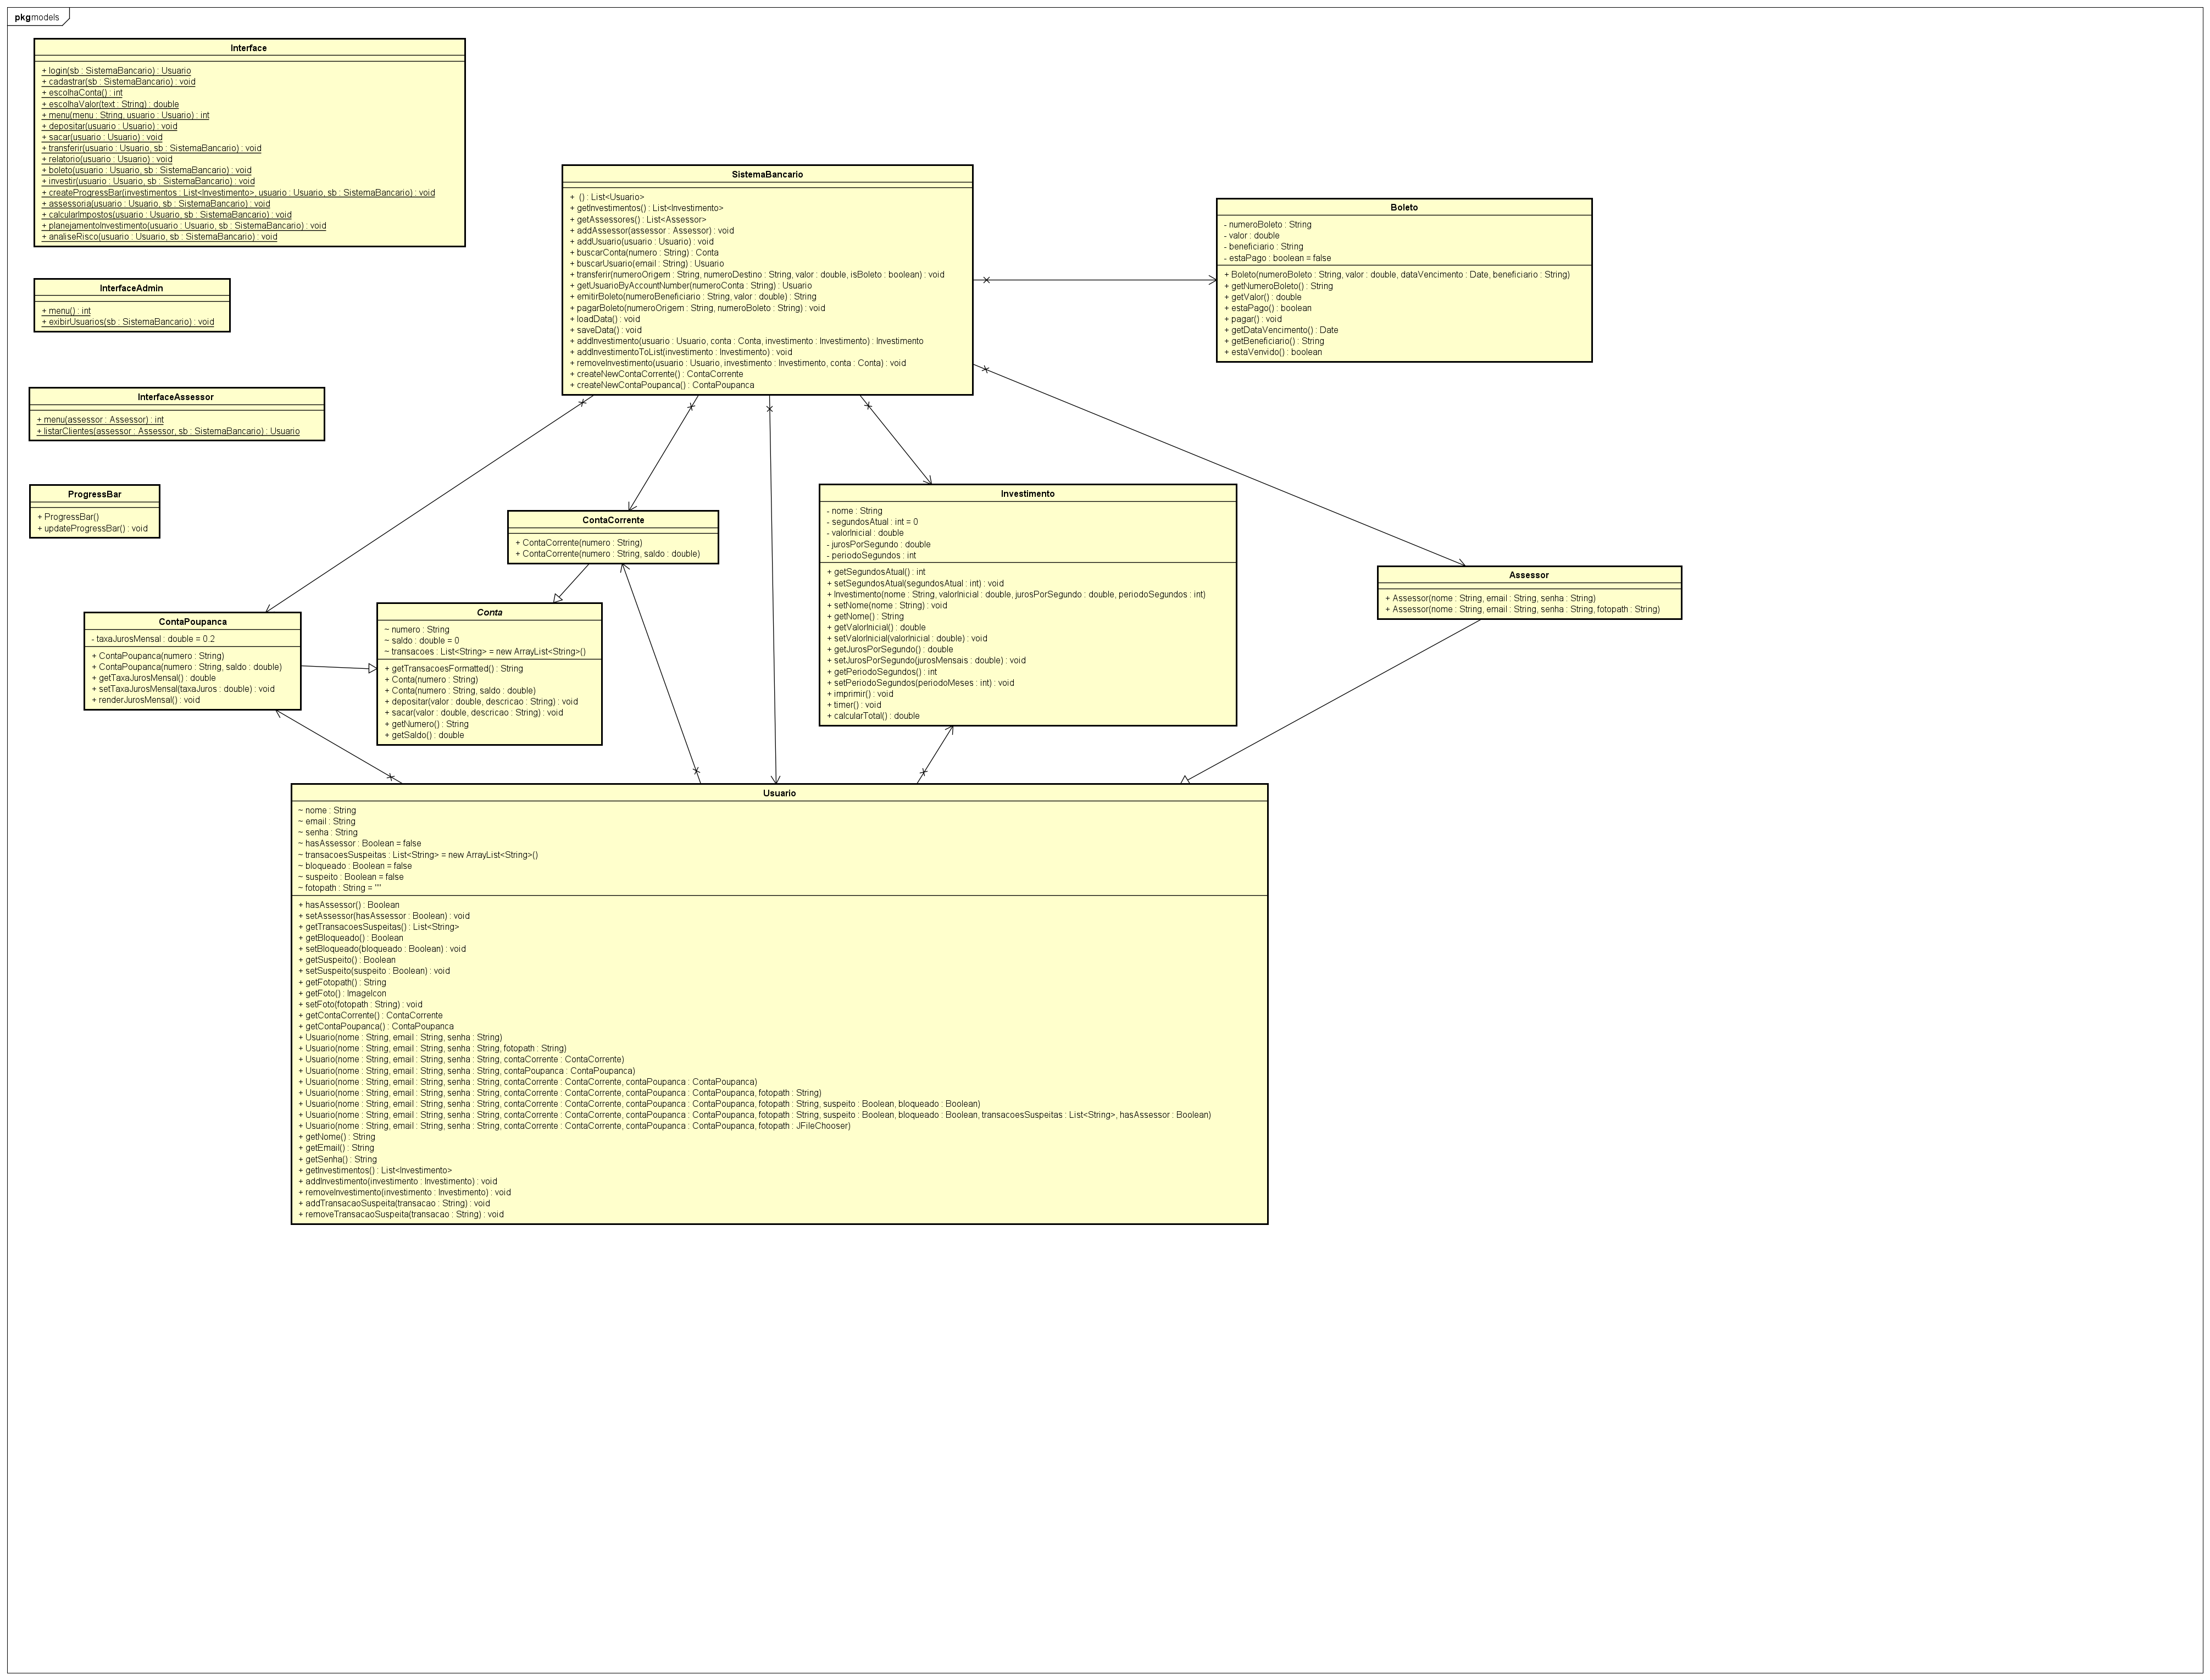 pkg models
Interface
+ login(sb : SistemaBancario) : Usuario
+ cadastrar(sb : SistemaBancario) : void
+ escolhaConta() : int
+ escolhaValor(text : String) : double
+ menu(menu : String, usuario : Usuario) : int
+ depositar(usuario : Usuario) : void
+ sacar(usuario : Usuario) : void
+ transferir(usuario : Usuario, sb : SistemaBancario) : void
+ relatorio(usuario : Usuario) : void
+ boleto(usuario : Usuario, sb : SistemaBancario) : void
+ investir(usuario : Usuario, sb : SistemaBancario) : void
+ createProgressBar(investimentos : List<Investimento>, usuario : Usuario, sb : SistemaBancario) : void
+ assessoria(usuario : Usuario, sb : SistemaBancario) : void
+ calcularImpostos(usuario : Usuario, sb : SistemaBancario) : void
+ planejamentoInvestimento(usuario : Usuario, sb : SistemaBancario) : void
+ analiseRisco(usuario : Usuario, sb : SistemaBancario) : void
InterfaceAdmin
+ menu() : int
+ exibirUsuarios(sb : SistemaBancario) : void
InterfaceAssessor
+ menu(assessor : Assessor) : int
+ listarClientes(assessor : Assessor, sb : SistemaBancario) : Usuario
ProgressBar
+ ProgressBar()
+ updateProgressBar() : void
SistemaBancario
+ () : List<Usuario>
+ getInvestimentos() : List<Investimento>
+ getAssessores() : List<Assessor>
+ addAssessor(assessor : Assessor) : void
+ addUsuario(usuario : Usuario) : void
+ buscarConta(numero : String) : Conta
+ buscarUsuario(email : String) : Usuario
+ transferir(numeroOrigem : String, numeroDestino : String, valor : double, isBoleto : boolean) : void
+ getUsuarioByAccountNumber(numeroConta : String) : Usuario
+ emitirBoleto(numeroBeneficiario : String, valor : double) : String
+ pagarBoleto(numeroOrigem : String, numeroBoleto : String) : void
+ loadData() : void
+ saveData() : void
+ addInvestimento(usuario : Usuario, conta : Conta, investimento : Investimento) : Investimento
+ addInvestimentoToList(investimento : Investimento) : void
+ removeInvestimento(usuario : Usuario, investimento : Investimento, conta : Conta) : void
+ createNewContaCorrente() : ContaCorrente
+ createNewContaPoupanca() : ContaPoupanca
Boleto
- numeroBoleto : String
- valor : double
- beneficiario : String
- estaPago : boolean = false
+ Boleto(numeroBoleto : String, valor : double, dataVencimento : Date, beneficiario : String)
+ getNumeroBoleto() : String
+ getValor() : double
+ estaPago() : boolean
+ pagar() : void
+ getDataVencimento() : Date
+ getBeneficiario() : String
+ estaVenvido() : boolean
ContaCorrente
+ ContaCorrente(numero : String)
+ ContaCorrente(numero : String, saldo : double)
Investimento
- nome : String
- segundosAtual : int = 0
- valorInicial : double
- jurosPorSegundo : double
- periodoSegundos : int
+ getSegundosAtual() : int
+ setSegundosAtual(segundosAtual : int) : void
+ Investimento(nome : String, valorInicial : double, jurosPorSegundo : double, periodoSegundos : int)
+ setNome(nome : String) : void
+ getNome() : String
+ getValorInicial() : double
+ setValorInicial(valorInicial : double) : void
+ getJurosPorSegundo() : double
+ setJurosPorSegundo(jurosMensais : double) : void
+ getPeriodoSegundos() : int
+ setPeriodoSegundos(periodoMeses : int) : void
+ imprimir() : void
+ timer() : void
+ calcularTotal() : double
Assessor
+ Assessor(nome : String, email : String, senha : String)
+ Assessor(nome : String, email : String, senha : String, fotopath : String)
ContaPoupanca
- taxaJurosMensal : double = 0.2
+ ContaPoupanca(numero : String)
+ ContaPoupanca(numero : String, saldo : double)
+ getTaxaJurosMensal() : double
+ setTaxaJurosMensal(taxaJuros : double) : void
+ renderJurosMensal() : void
Conta
~ numero : String
~ saldo : double = 0
~ transacoes : List<String> = new ArrayList<String>()
+ getTransacoesFormatted() : String
+ Conta(numero : String)
+ Conta(numero : String, saldo : double)
+ depositar(valor : double, descricao : String) : void
+ sacar(valor : double, descricao : String) : void
+ getNumero() : String
+ getSaldo() : double
Usuario
~ nome : String
~ email : String
~ senha : String
~ hasAssessor : Boolean = false
~ transacoesSuspeitas : List<String> = new ArrayList<String>()
~ bloqueado : Boolean = false
~ suspeito : Boolean = false
~ fotopath : String = ""
+ hasAssessor() : Boolean
+ setAssessor(hasAssessor : Boolean) : void
+ getTransacoesSuspeitas() : List<String>
+ getBloqueado() : Boolean
+ setBloqueado(bloqueado : Boolean) : void
+ getSuspeito() : Boolean
+ setSuspeito(suspeito : Boolean) : void
+ getFotopath() : String
+ getFoto() : ImageIcon
+ setFoto(fotopath : String) : void
+ getContaCorrente() : ContaCorrente
+ getContaPoupanca() : ContaPoupanca
+ Usuario(nome : String, email : String, senha : String)
+ Usuario(nome : String, email : String, senha : String, fotopath : String)
+ Usuario(nome : String, email : String, senha : String, contaCorrente : ContaCorrente)
+ Usuario(nome : String, email : String, senha : String, contaPoupanca : ContaPoupanca)
+ Usuario(nome : String, email : String, senha : String, contaCorrente : ContaCorrente, contaPoupanca : ContaPoupanca)
+ Usuario(nome : String, email : String, senha : String, contaCorrente : ContaCorrente, contaPoupanca : ContaPoupanca, fotopath : String)
+ Usuario(nome : String, email : String, senha : String, contaCorrente : ContaCorrente, contaPoupanca : ContaPoupanca, fotopath : String, suspeito : Boolean, bloqueado : Boolean)
+ Usuario(nome : String, email : String, senha : String, contaCorrente : ContaCorrente, contaPoupanca : ContaPoupanca, fotopath : String, suspeito : Boolean, bloqueado : Boolean, transacoesSuspeitas : List<String>, hasAssessor : Boolean)
+ Usuario(nome : String, email : String, senha : String, contaCorrente : ContaCorrente, contaPoupanca : ContaPoupanca, fotopath : JFileChooser)
+ getNome() : String
+ getEmail() : String
+ getSenha() : String
+ getInvestimentos() : List<Investimento>
+ addInvestimento(investimento : Investimento) : void
+ removeInvestimento(investimento : Investimento) : void
+ addTransacaoSuspeita(transacao : String) : void
+ removeTransacaoSuspeita(transacao : String) : void